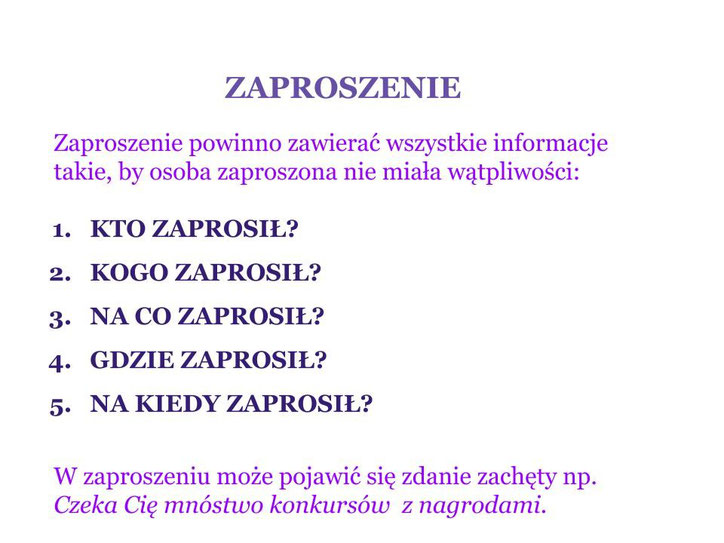 ZAPROSZENIE
Zaproszenie powinno zawierać wszystkie informacje
takie, by osoba zaproszona nie miała wątpliwości:
1. KTO ZAPROSIŁ?
2. KOGO ZAPROSIŁ?
3. NA CO ZAPROSIŁ?
4. GDZIE ZAPROSIŁ?
5. NA KIEDY ZAPROSIŁ?
W zaproszeniu może pojawić się zdanie zachęty np.
Czeka Cię mnóstwo konkursów z nagrodami.